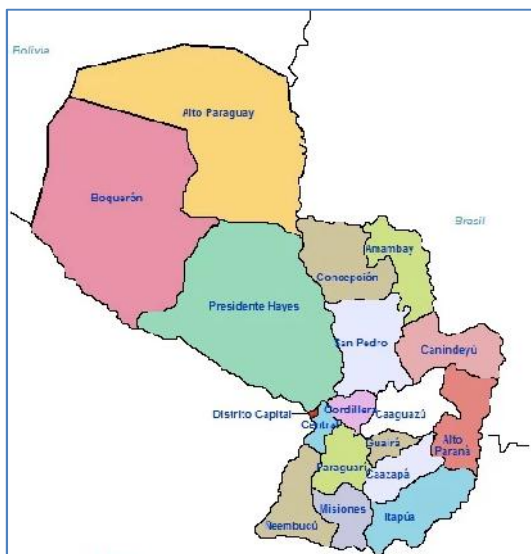 Bolivia
Alto Paraguay
Boquerón
Brasil
Amambay
Concepción
Presidente Hayes
San Pedro
Canindeyú
Cordillera
Distrito Capital
Caaguazú
Central
Guairá
Alto
Paraná
Paraguarí
Caazapá
Misiones
Itapúa
Ñeembucú